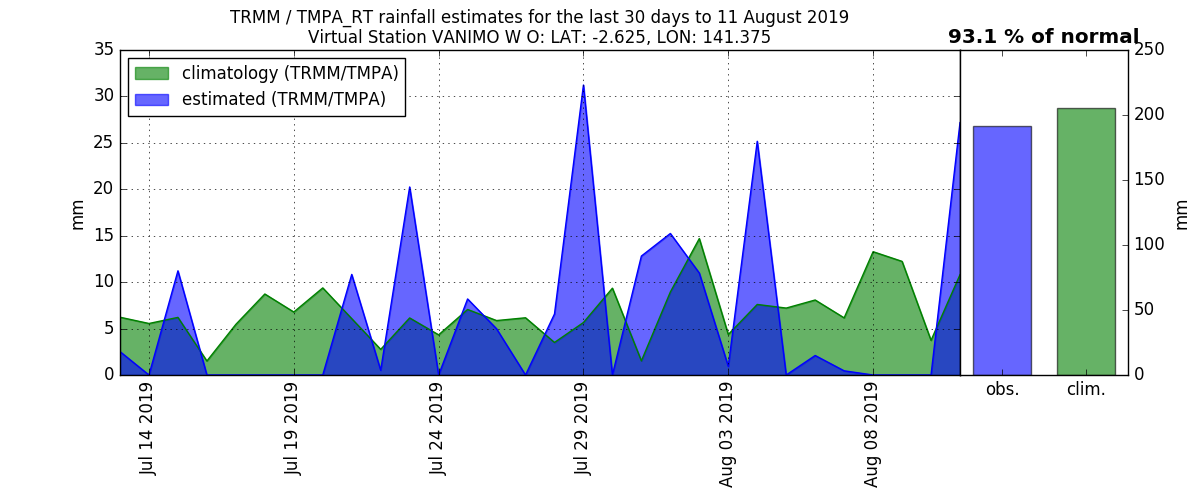 TRMM / TMPA_RT rainfall estimates for the last 30 days to 11 August 2019
Virtual Station VANIMO W O: LAT: -2.625, LON: 141.375
93.1 % of normal
climatology (TRMM/TMPA)
estimated (TRMM/TMPA)
35
30
25
20
15
10
5
0
mm
Jul 14 2019
Jul 19 2019
Jul 24 2019
Jul 29 2019
Aug 03 2019
Aug 08 2019
obs.
clim.
250
200
150
100
50
0
mm